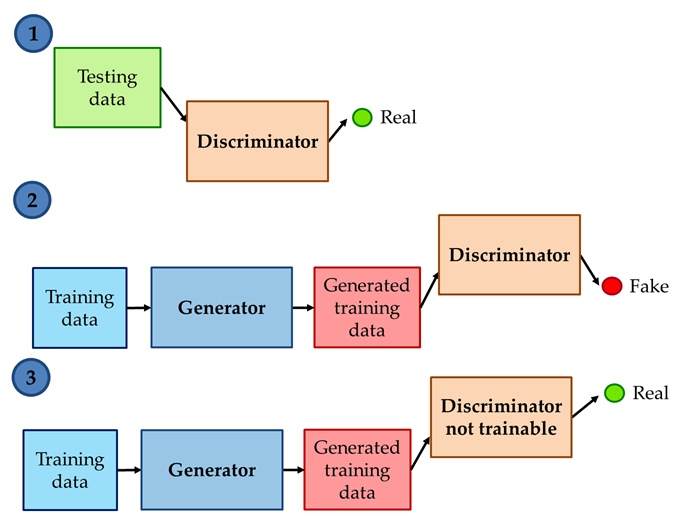 1
Testing
data
Discriminator
Real
2
Training
data
Generator
Generated
training
data
Discriminator
Fake
3
Training
data
Generator
Generated
training
data
Discriminator
not trainable
Real